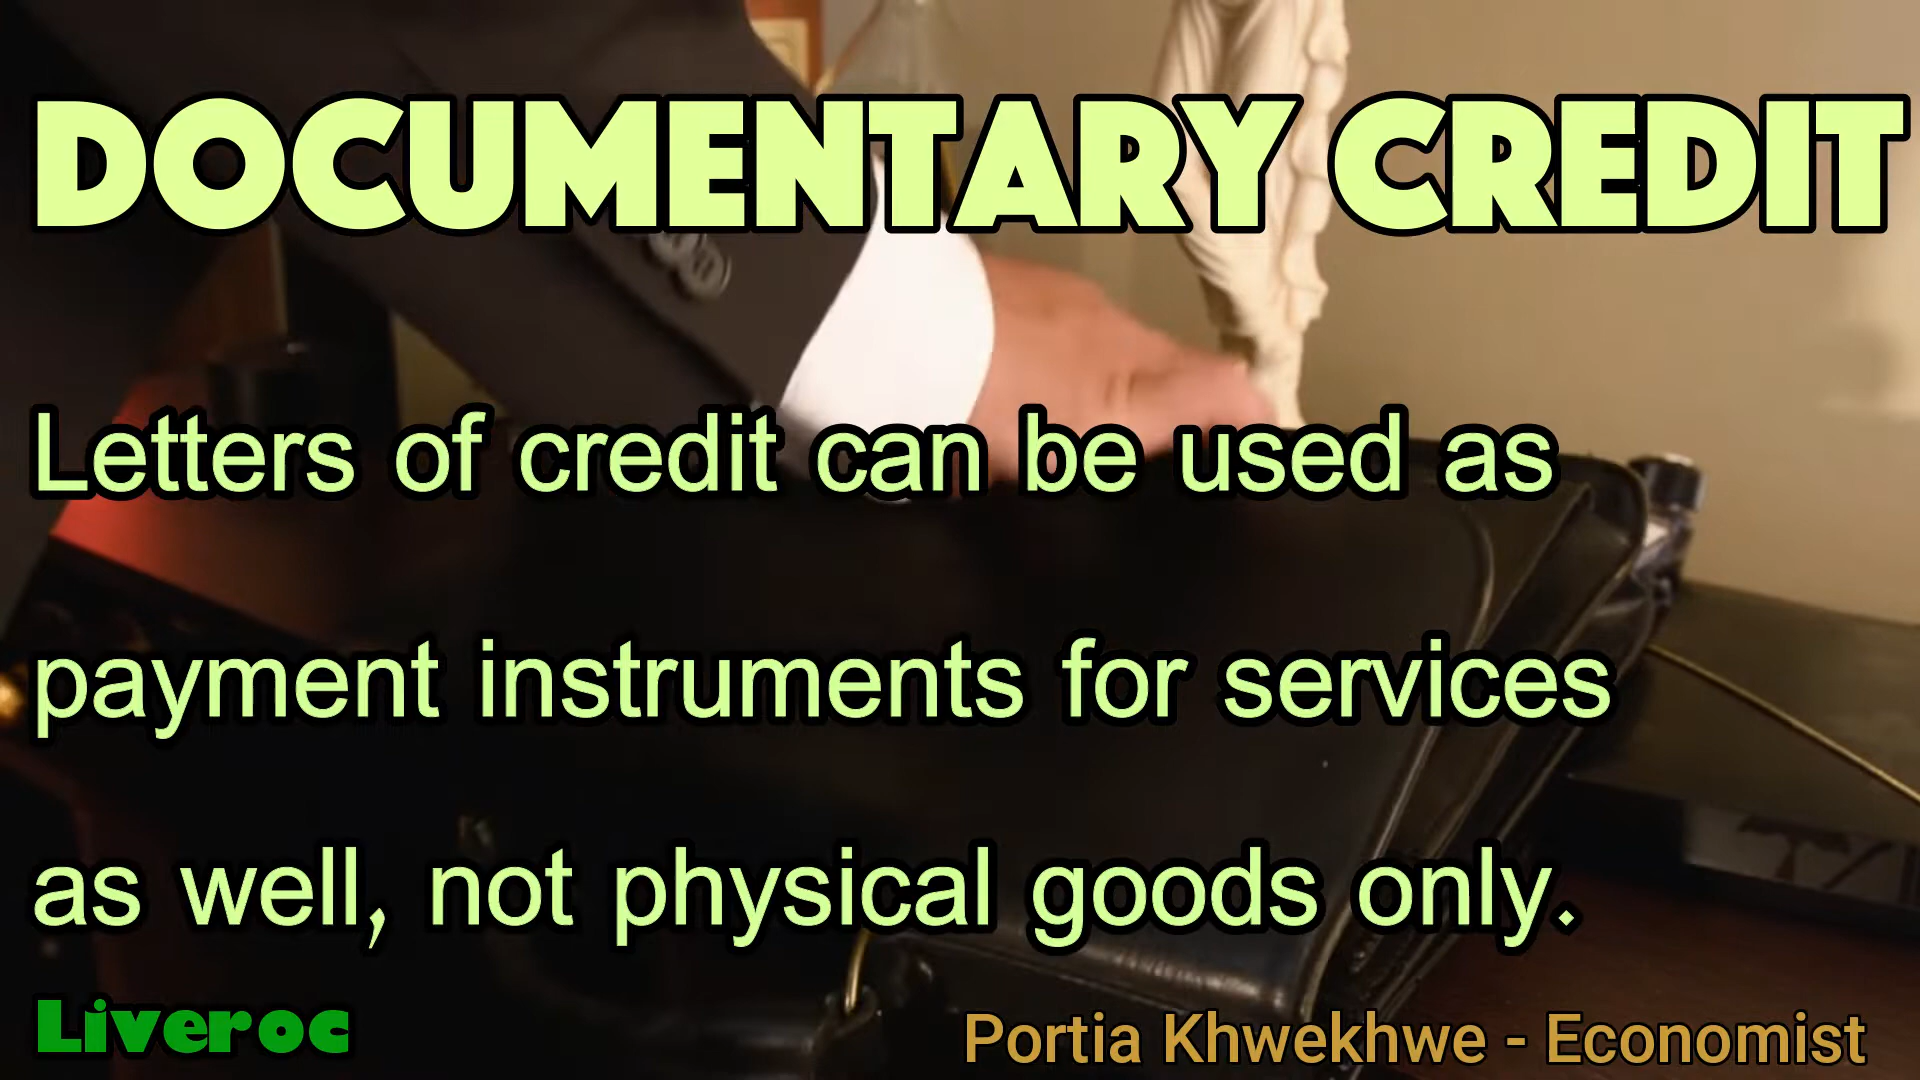 DOCUMENTARY CREDIT
Letters of credit can be used as
payment instruments for services
as well, not physical goods only.
Liveroc
Portia Khwekhwe - Economist